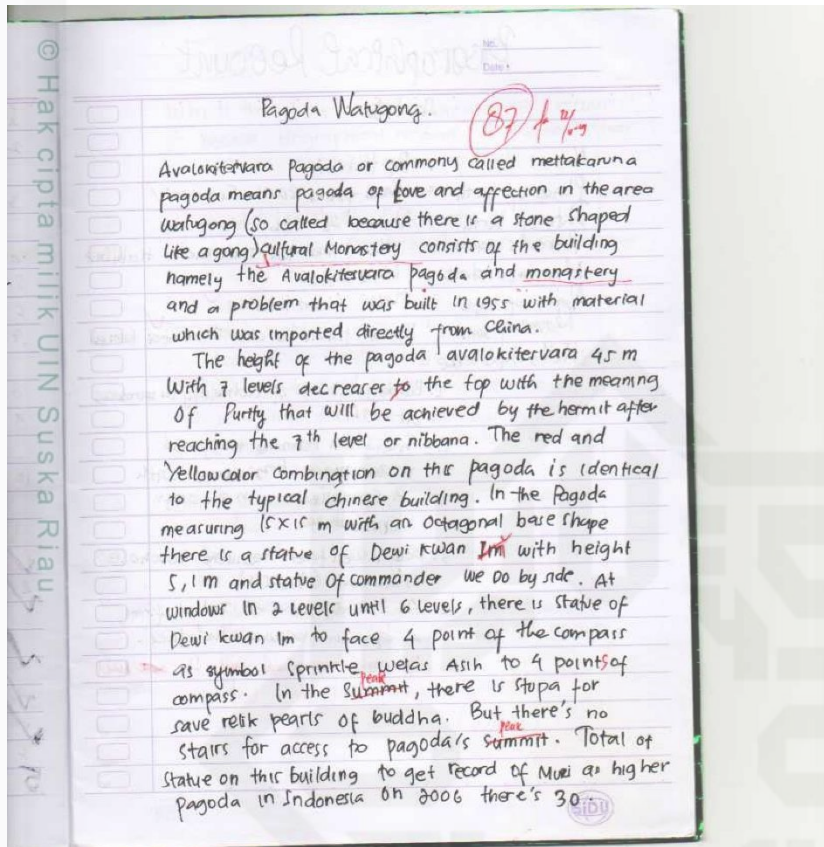 © Hak cipta milik UIN Suska Riau
No.
Date.
Pagoda Watugong.
87
Avalokitervara Pagoda or commony called mettakaruna
pagoda means pagoda of Love and affection in the area
watugong (so called because there is a stone shaped
like a gong) cultural Monastery consists of the building
namely the Avalokitervara pagoda and monastery
and a problem that was built in 1955 with material
which was imported directly from China.
The height of the pagoda avalokitervara 45 m
With 7 levels decreaser to the top with the meaning
Of Purity that will be achieved by the hermit after
reaching the 7th level or nibbana. The red and
Yellow color combination on this pagoda is identical
to the typical chinese building. In the Pagoda
measuring 15 x 15 m with an octagonal base shape
there is a statue of Dewi Kwan Im with height
5,1 m and statue of commander we Do by side. At
windows in 2 levels until 6 levels, there is statue of
Dewi kwan Im to face 4 point of the compass
as symbol sprinkle welas Asih to 4 points of
peak
compass. In the summit, there is stupa for
save relik pearls of buddha. But there's no
peak
stairs for access to pagoda's summit. Total of
Statue on this building to get record of Muri as higher
pagoda in Indonesia on 2006 there's 30.
SIDU